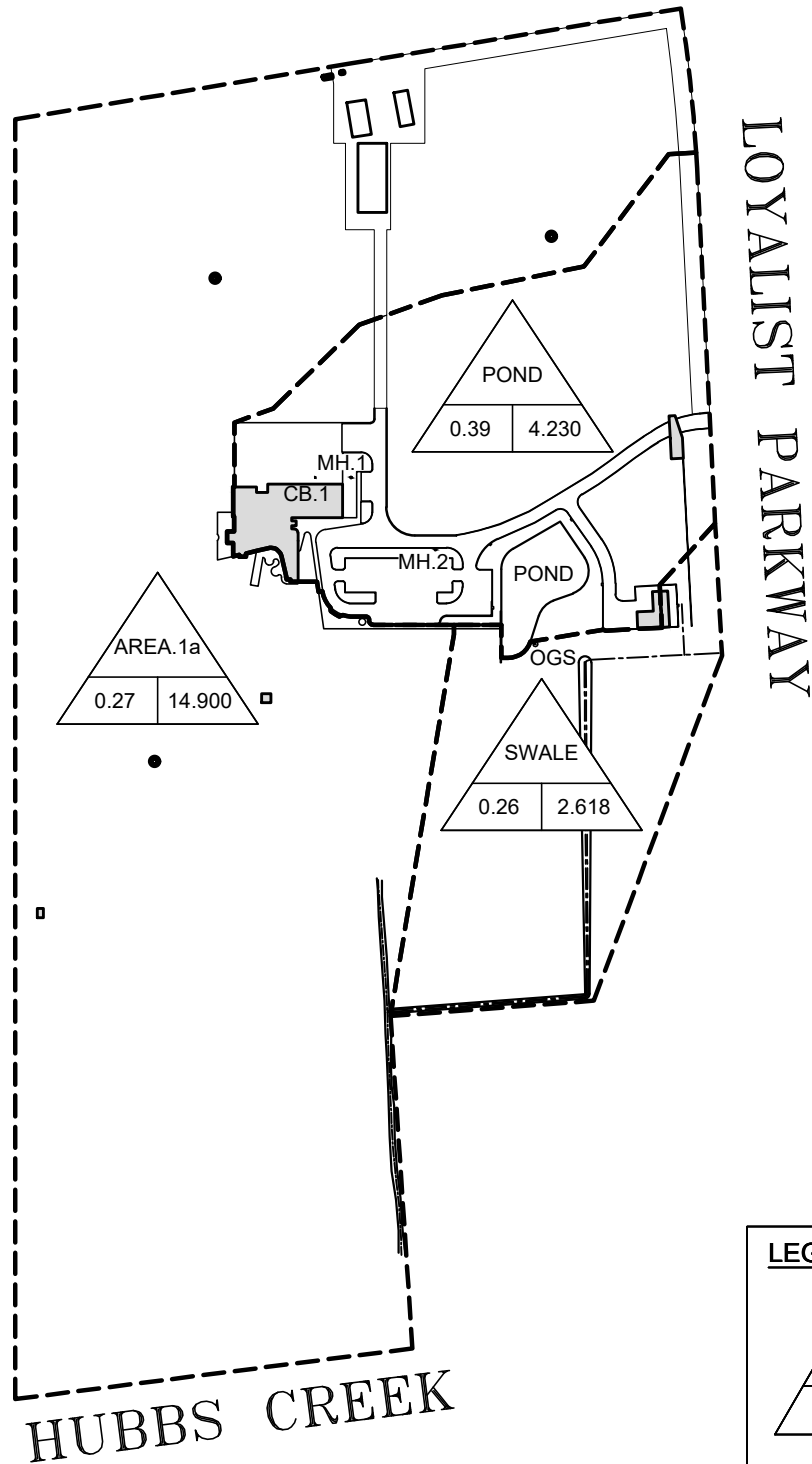 LOYALIST PARKWAY
POND
0.39 4.230
MH.1
CB.1
MH.2
POND
AREA.1a
0.27 14.900
OGS
SWALE
0.26 2.618
HUBBS CREEK